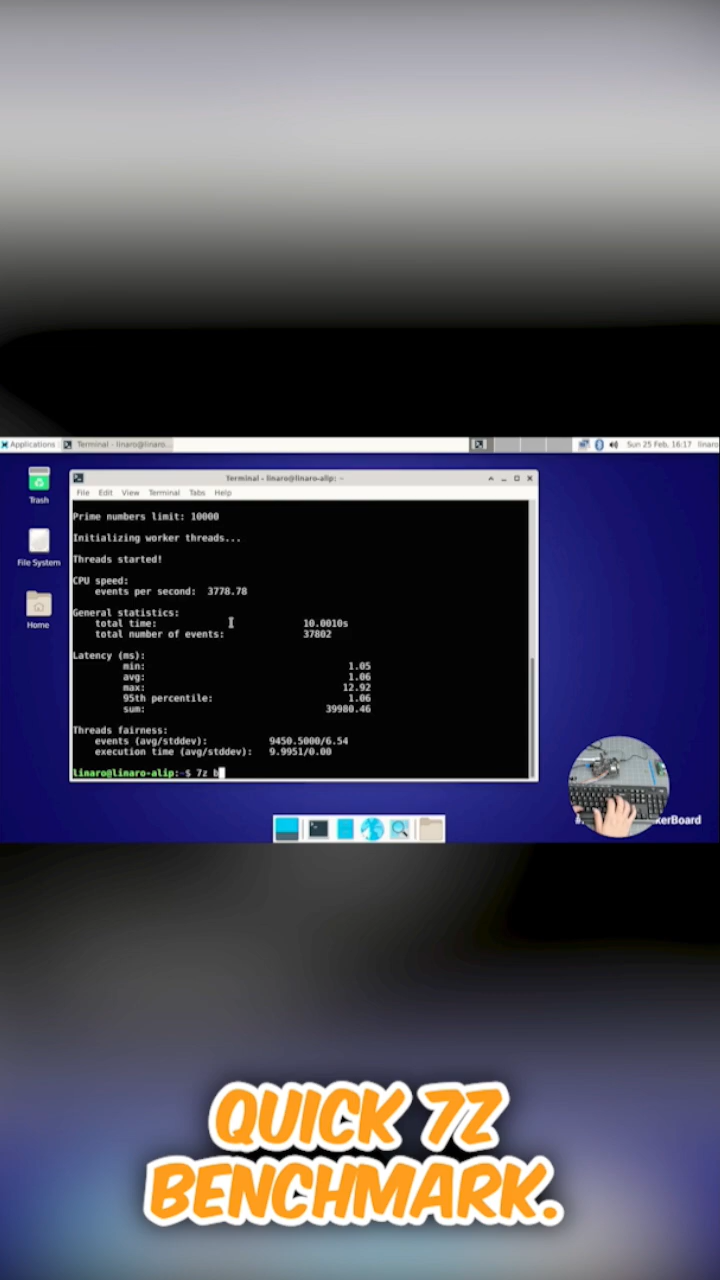 Applications
Terminal - linaro@linaro...
Sun 25 Feb, 16:17
linaro
Trash
File System
Home
Terminal - linaro@linaro-alip: ~
File Edit View Terminal Tabs Help
Prime numbers limit: 10000
Initializing worker threads...
Threads started!
CPU speed:
events per second: 3778.78
General statistics:
total time: 10.0010s
total number of events: 37802
Latency (ms):
min: 1.05
avg: 1.06
max: 12.92
95th percentile: 1.06
sum: 39980.46
Threads fairness:
events (avg/stddev): 9450.5000/6.54
execution time (avg/stddev): 9.9951/0.00
linaro@linaro-alip:~$ 7z b
kerBoard
QUICK 7Z
BENCHMARK.